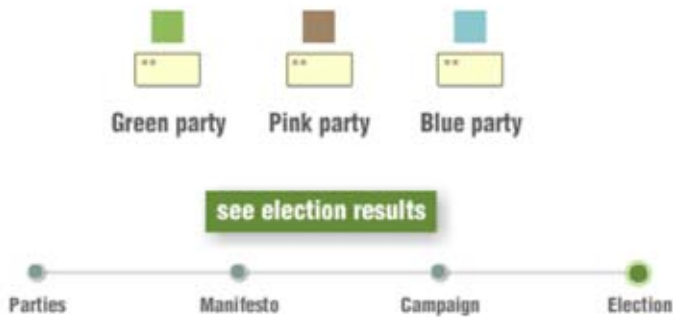 **
**
**
Green party
Pink party
Blue party
see election results
Parties
Manifesto
Campaign
Election